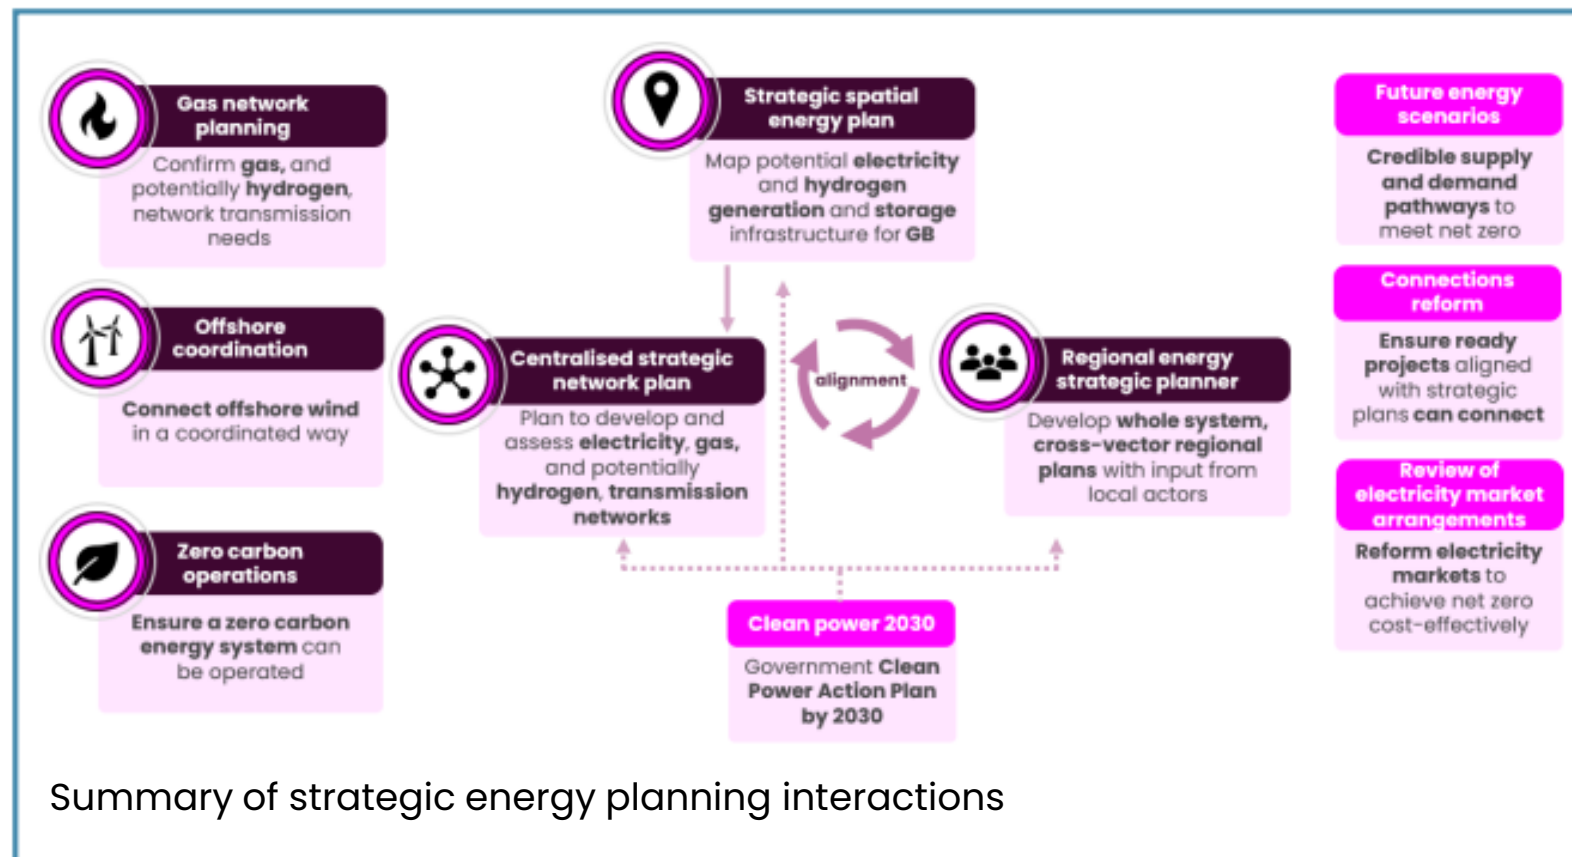 Gas network
planning
Confirm gas, and
potentially hydrogen,
network transmission
needs
Offshore
coordination
Connect offshore wind
in a coordinated way
Zero carbon
operations
Ensure a zero carbon
energy system can
be operated
Strategic spatial
energy plan
Map potential electricity
and hydrogen
generation and storage
infrastructure for GB
Centralised strategic
network plan
Plan to develop and
assess electricity, gas,
and potentially
hydrogen, transmission
networks
alignment
Regional energy
strategic planner
Develop whole system,
cross-vector regional
plans with input from
local actors
Clean power 2030
Government Clean
Power Action Plan
by 2030
Future energy
scenarios
Credible supply
and demand
pathways to
meet net zero
Connections
reform
Ensure ready
projects aligned
with strategic
plans can connect
Review of
electricity market
arrangements
Reform electricity
markets to
achieve net zero
cost-effectively
Summary of strategic energy planning interactions